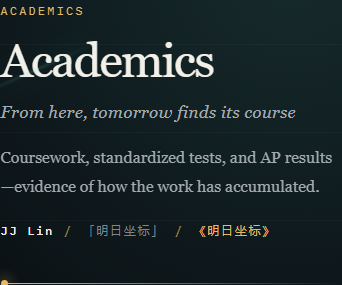 ACADEMICS
Academics
From here, tomorrow finds its course
Coursework, standardized tests, and AP results
—evidence of how the work has accumulated.
JJ Lin / 「明日坐标」 / 《明日坐标》